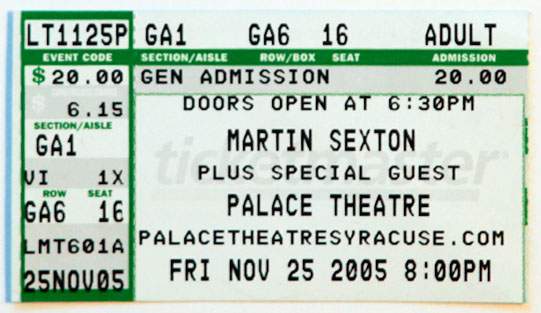 LT1125P GA1 GA6 16 ADULT
EVENT CODE SECTION/AISLE ROW/BOX SEAT ADMISSION
$ 20.00 GEN ADMISSION 20.00
$ 6.15 DOORS OPEN AT 6:30PM
SECTION/AISLE
GA1 MARTIN SEXTON
ticketmaster
VI 1X PLUS SPECIAL GUEST
ROW SEAT
GA6 16 PALACE THEATRE
LMT601A PALACETHEATRESYRACUSE.COM
25NOV05 FRI NOV 25 2005 8:00PM